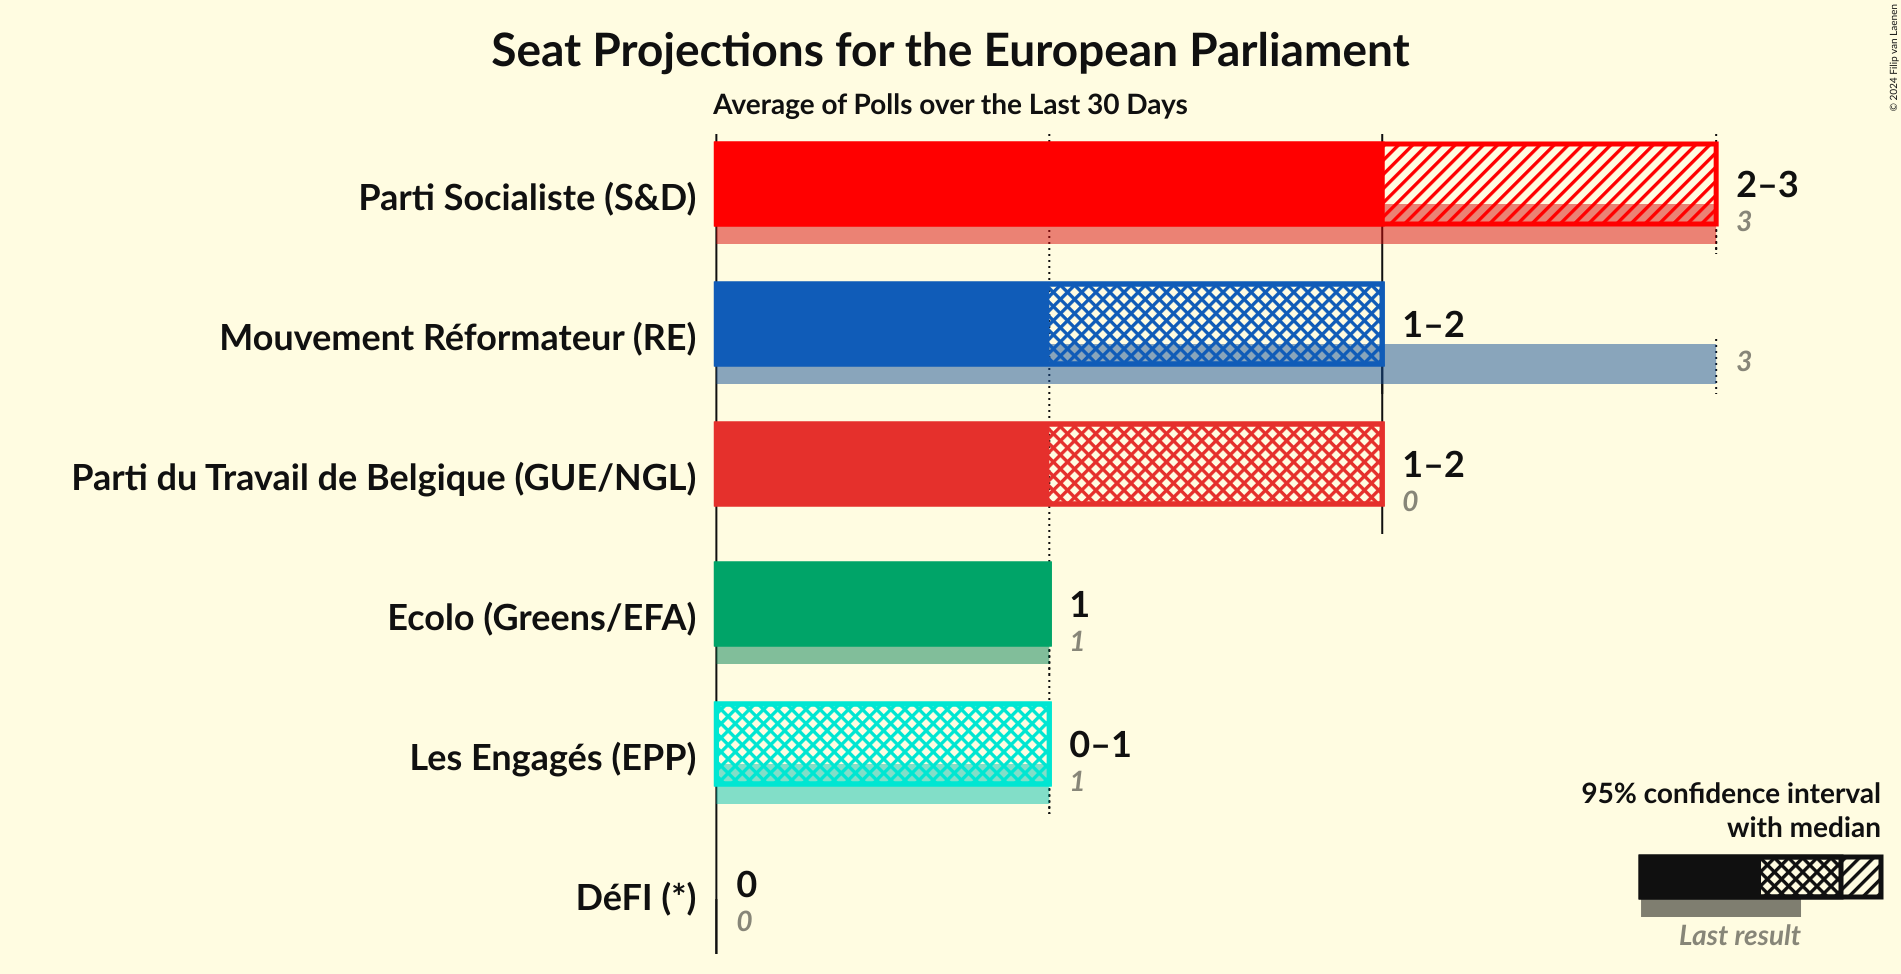 Seat Projections for the European Parliament
Average of Polls over the Last 30 Days
© 2024 Filip van Laenen
Parti Socialiste (S&D)
2–3
3
Mouvement Réformateur (RE)
1–2
3
Parti du Travail de Belgique (GUE/NGL)
1–2
0
Ecolo (Greens/EFA)
1
1
Les Engagés (EPP)
0–1
1
DéFI (*)
0
0
95% confidence interval
with median
Last result